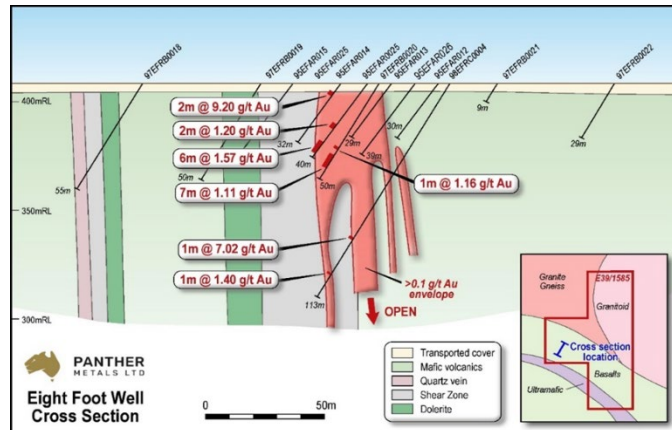 97EFRB0018
97EFRB0019
95EFAR015
95EFAR025
95EFAR014
95EFAR0025
97EFRB0020
95EFAR013
95EFAR026
95EFAR012
98EFRC0004
97EFRB0021
97EFRB0022
400mRL
2m @ 9.20 g/t Au
2m @ 1.20 g/t Au
6m @ 1.57 g/t Au
7m @ 1.11 g/t Au
1m @ 1.16 g/t Au
1m @ 7.02 g/t Au
1m @ 1.40 g/t Au
9m
30m
29m
29m
32m
39m
40m
50m
50m
55m
350mRL
113m
>0.1 g/t Au
envelope
OPEN
300mRL
PANTHER
METALS LTD
Eight Foot Well
Cross Section
0
50m
Transported cover
Mafic volcanics
Quartz vein
Shear Zone
Dolerite
Granite
Gneiss
E39/1585
Granitoid
Cross section
location
Basalts
Ultramafic